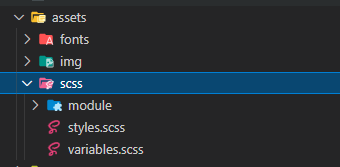 assets
fonts
img
scss
module
styles.scss
variables.scss